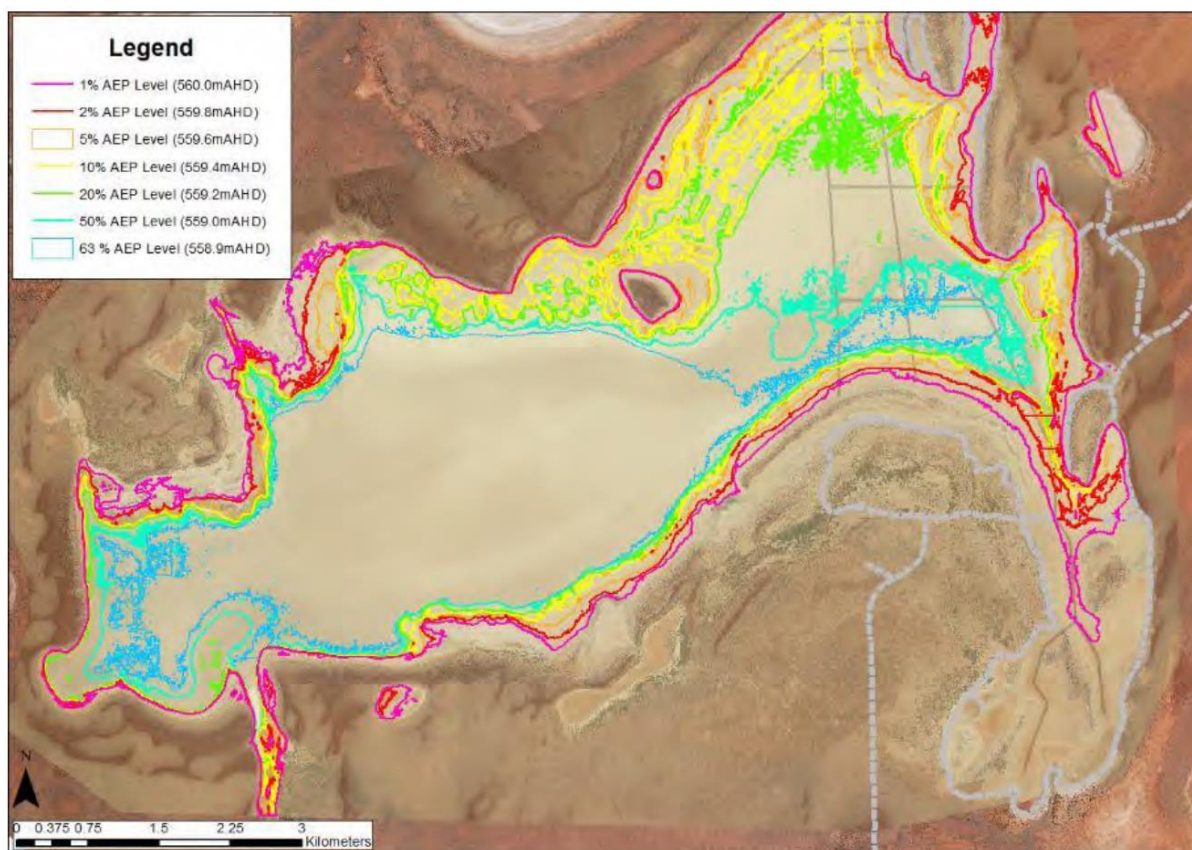 Legend
1% AEP Level (560.0mAHD)
2% AEP Level (559.8mAHD)
5% AEP Level (559.6mAHD)
10% AEP Level (559.4mAHD)
20% AEP Level (559.2mAHD)
50% AEP Level (559.0mAHD)
63 % AEP Level (558.9mAHD)
N
0 0.375 0.75 1.5 2.25 3
Kilometers